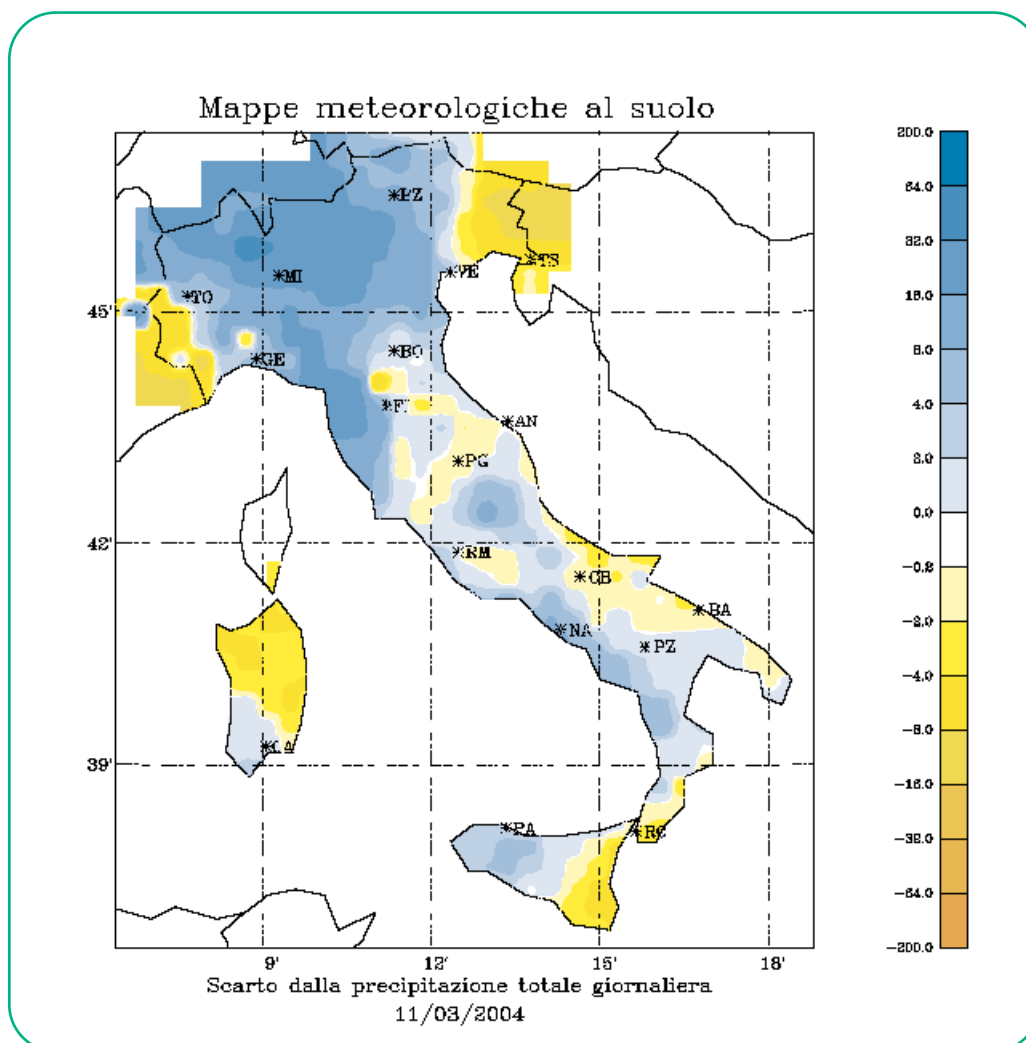 Mappe meteorologiche al suolo
200.0
64.0
32.0
16.0
8.0
4.0
2.0
0.0
-0.2
-2.0
-4.0
-8.0
-16.0
-32.0
-64.0
-200.0
*BZ
*TS
*VE
*MI
*TO
45'
*BO
*GE
*FI
*AN
*PG
42'
*RM
*CB
*BA
*NA
*PZ
*CA
39'
*PA
*RC
9'
12'
15'
18'
Scarto dalla precipitazione totale giornaliera
11/03/2004